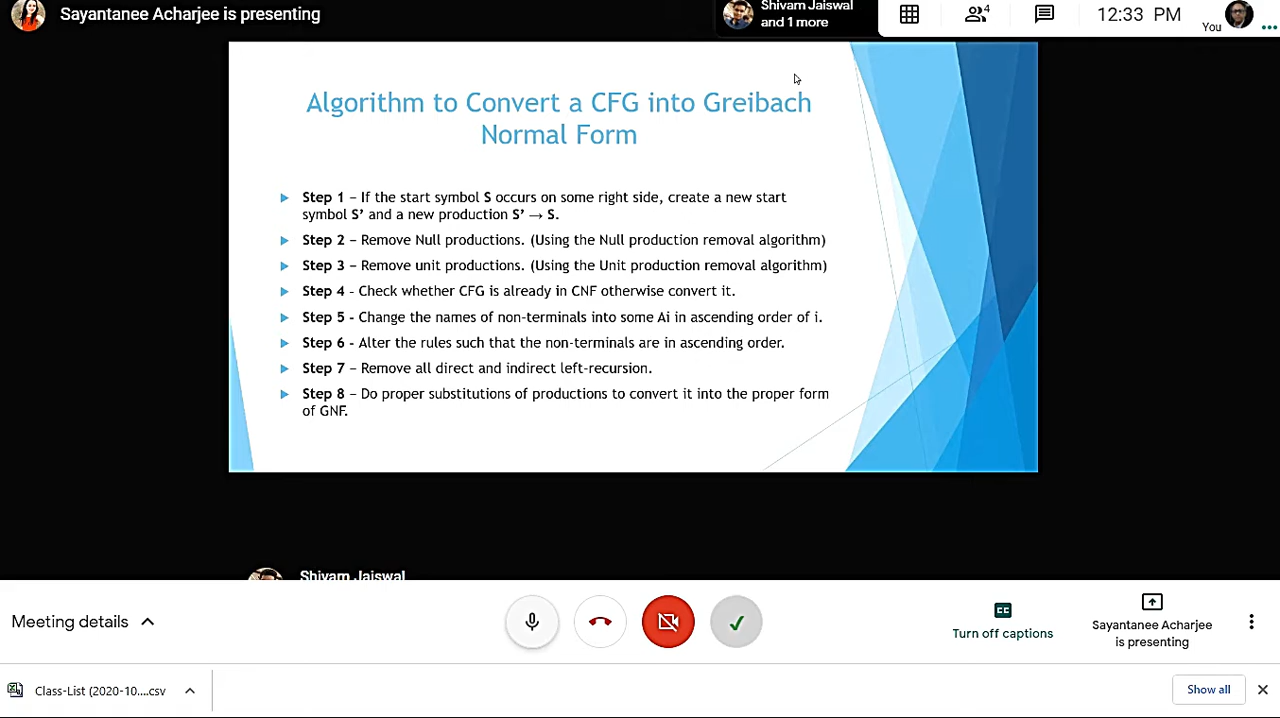 Sayantanee Acharjee is presenting
Shivam Jaiswal
and 1 more
4
12:33 PM
You
Algorithm to Convert a CFG into Greibach
Normal Form
Step 1 – If the start symbol S occurs on some right side, create a new start
symbol S’ and a new production S’ → S.
Step 2 – Remove Null productions. (Using the Null production removal algorithm)
Step 3 – Remove unit productions. (Using the Unit production removal algorithm)
Step 4 - Check whether CFG is already in CNF otherwise convert it.
Step 5 - Change the names of non-terminals into some Ai in ascending order of i.
Step 6 - Alter the rules such that the non-terminals are in ascending order.
Step 7 – Remove all direct and indirect left-recursion.
Step 8 – Do proper substitutions of productions to convert it into the proper form
of GNF.
Shivam Jaiswal
Meeting details
CC
Turn off captions
Sayantanee Acharjee
is presenting
Class-List (2020-10....csv
Show all